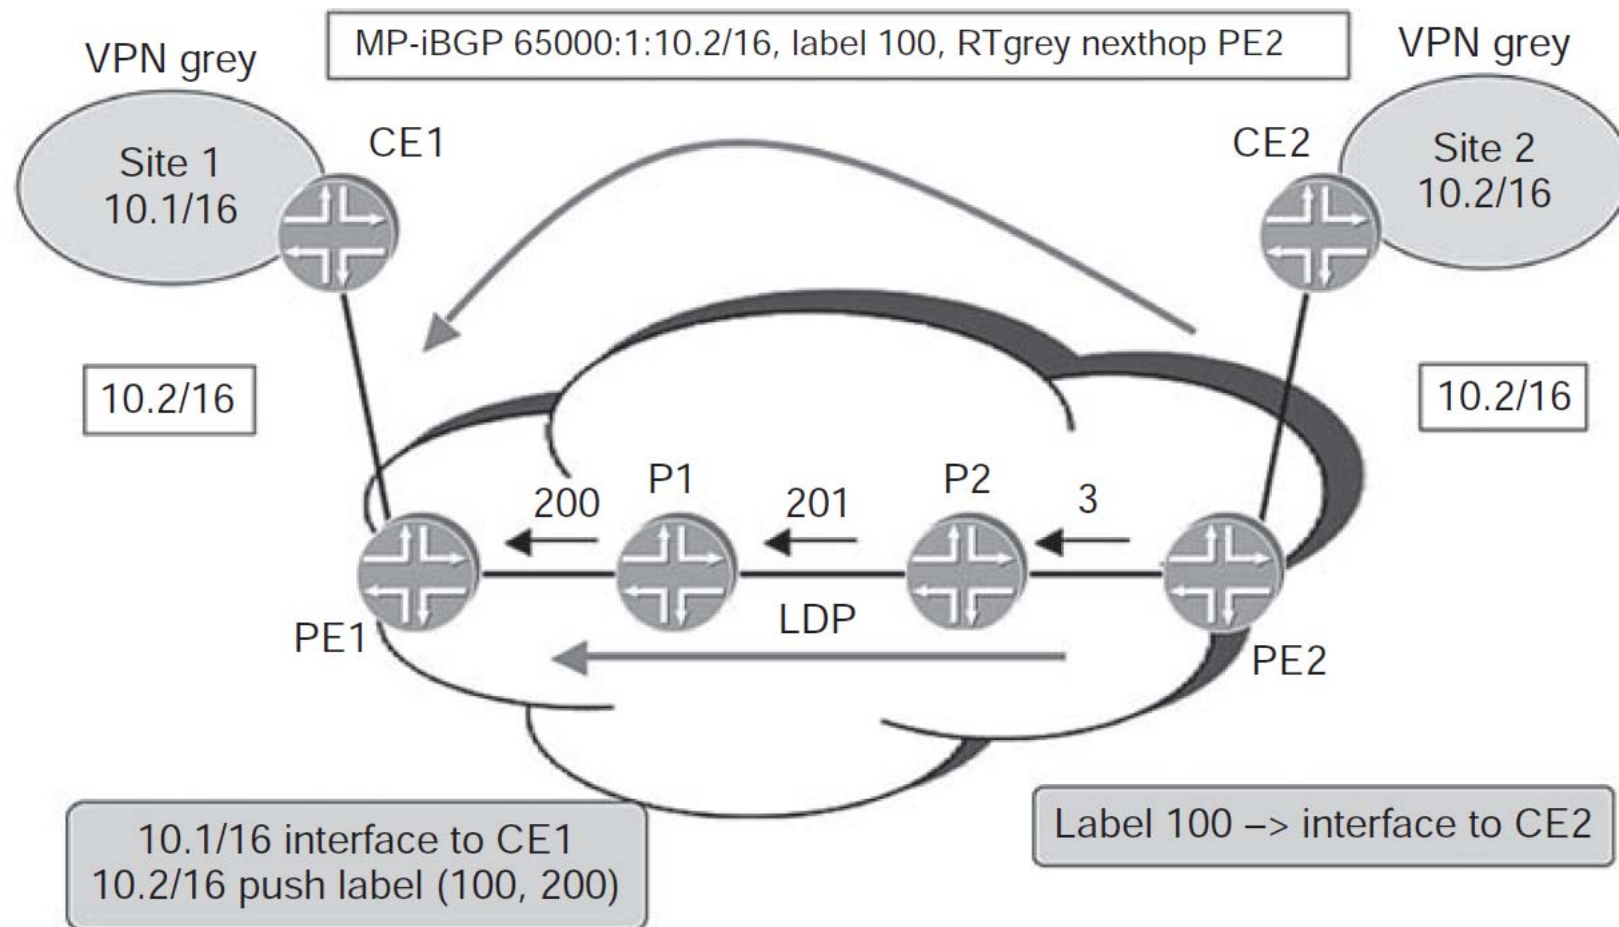 MP-iBGP 65000:1:10.2/16, label 100, RTgrey nexthop PE2
VPN grey
VPN grey
CE1
CE2
Site 1
10.1/16
Site 2
10.2/16
10.2/16
10.2/16
200
P1
201
P2
3
LDP
PE1
PE2
10.1/16 interface to CE1
10.2/16 push label (100, 200)
Label 100 –> interface to CE2